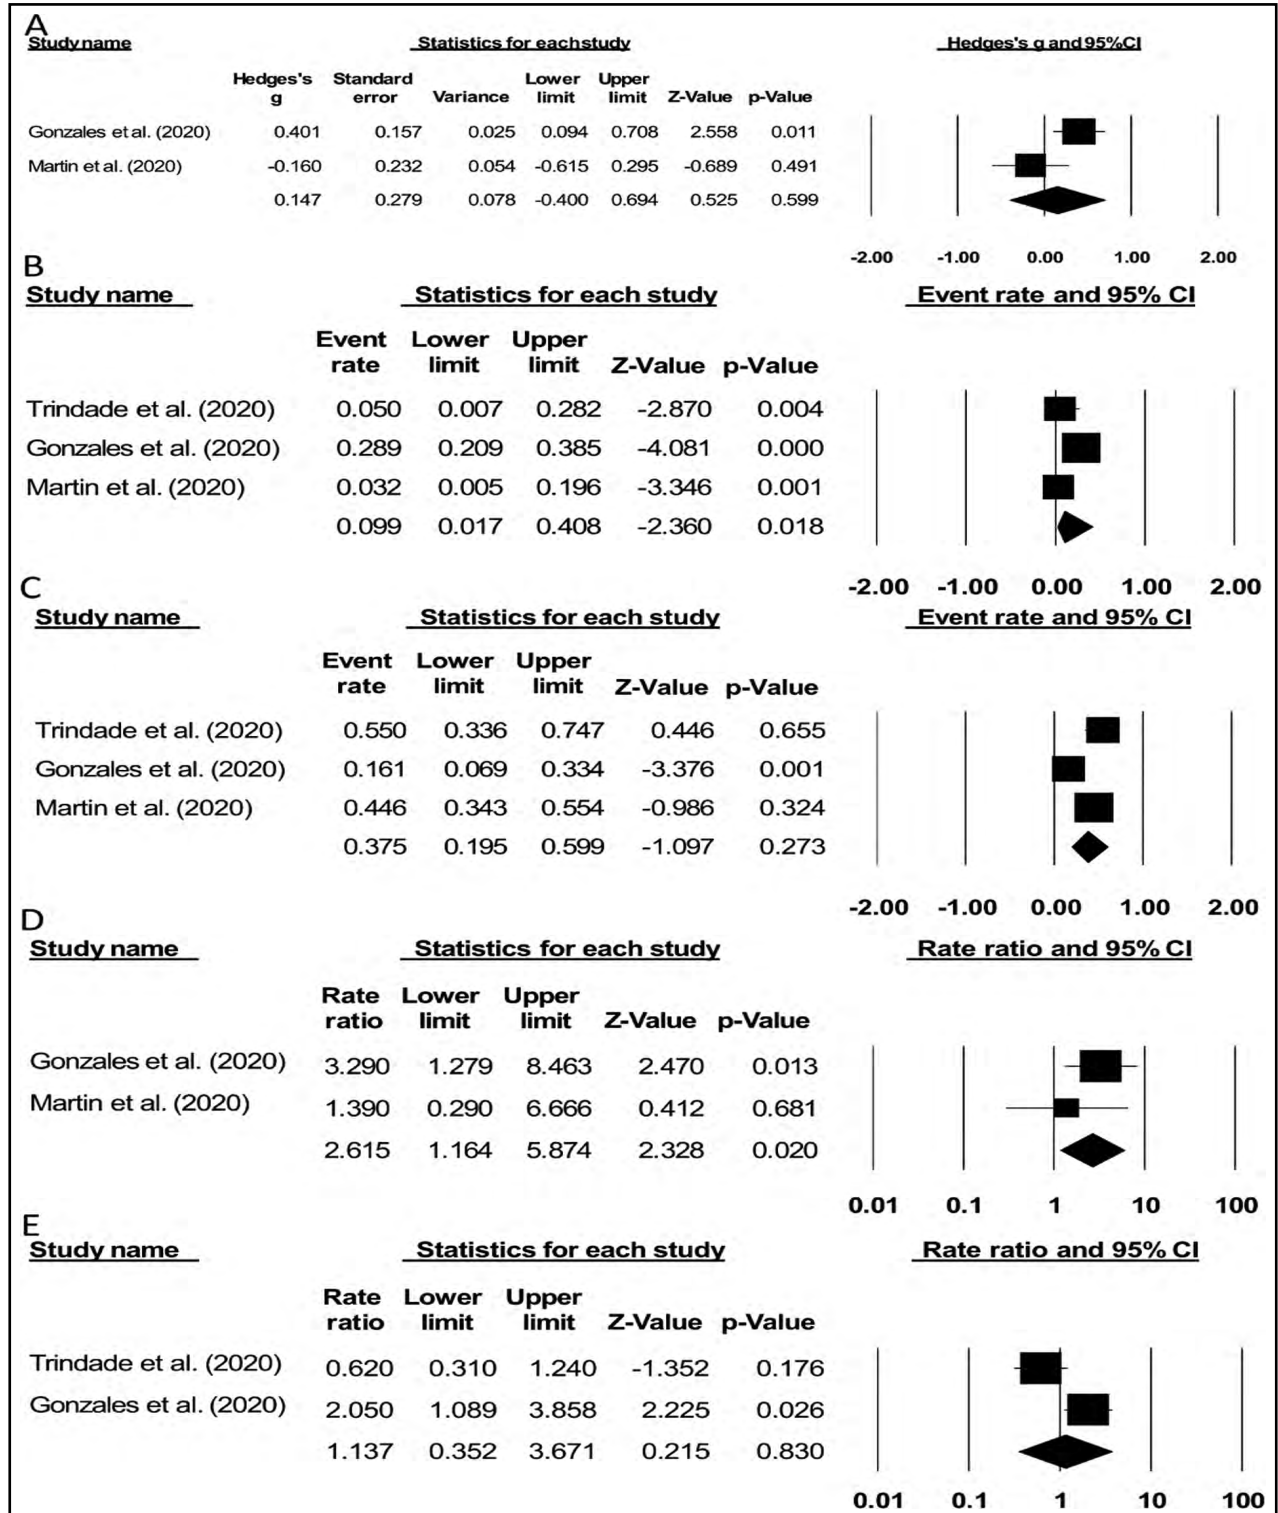 A
Studyname Statistics for eachstudy Hedges's g and 95%CI
Hedges's Standard Lower Upper
g error Variance limit limit Z-Value p-Value
Gonzales et al. (2020) 0.401 0.157 0.025 0.094 0.708 2.558 0.011
Martin et al. (2020) -0.160 0.232 0.054 -0.615 0.295 -0.689 0.491
0.147 0.279 0.078 -0.400 0.694 0.525 0.599
-2.00 -1.00 0.00 1.00 2.00
B
Study name Statistics for each study Event rate and 95% CI
Event Lower Upper
rate limit limit Z-Value p-Value
Trindade et al. (2020) 0.050 0.007 0.282 -2.870 0.004
Gonzales et al. (2020) 0.289 0.209 0.385 -4.081 0.000
Martin et al. (2020) 0.032 0.005 0.196 -3.346 0.001
0.099 0.017 0.408 -2.360 0.018
-2.00 -1.00 0.00 1.00 2.00
C
Study name Statistics for each study Event rate and 95% CI
Event Lower Upper
rate limit limit Z-Value p-Value
Trindade et al. (2020) 0.550 0.336 0.747 0.446 0.655
Gonzales et al. (2020) 0.161 0.069 0.334 -3.376 0.001
Martin et al. (2020) 0.446 0.343 0.554 -0.986 0.324
0.375 0.195 0.599 -1.097 0.273
-2.00 -1.00 0.00 1.00 2.00
D
Study name Statistics for each study Rate ratio and 95% CI
Rate Lower Upper
ratio limit limit Z-Value p-Value
Gonzales et al. (2020) 3.290 1.279 8.463 2.470 0.013
Martin et al. (2020) 1.390 0.290 6.666 0.412 0.681
2.615 1.164 5.874 2.328 0.020
0.01 0.1 1 10 100
E
Study name Statistics for each study Rate ratio and 95% CI
Rate Lower Upper
ratio limit limit Z-Value p-Value
Trindade et al. (2020) 0.620 0.310 1.240 -1.352 0.176
Gonzales et al. (2020) 2.050 1.089 3.858 2.225 0.026
1.137 0.352 3.671 0.215 0.830
0.01 0.1 1 10 100